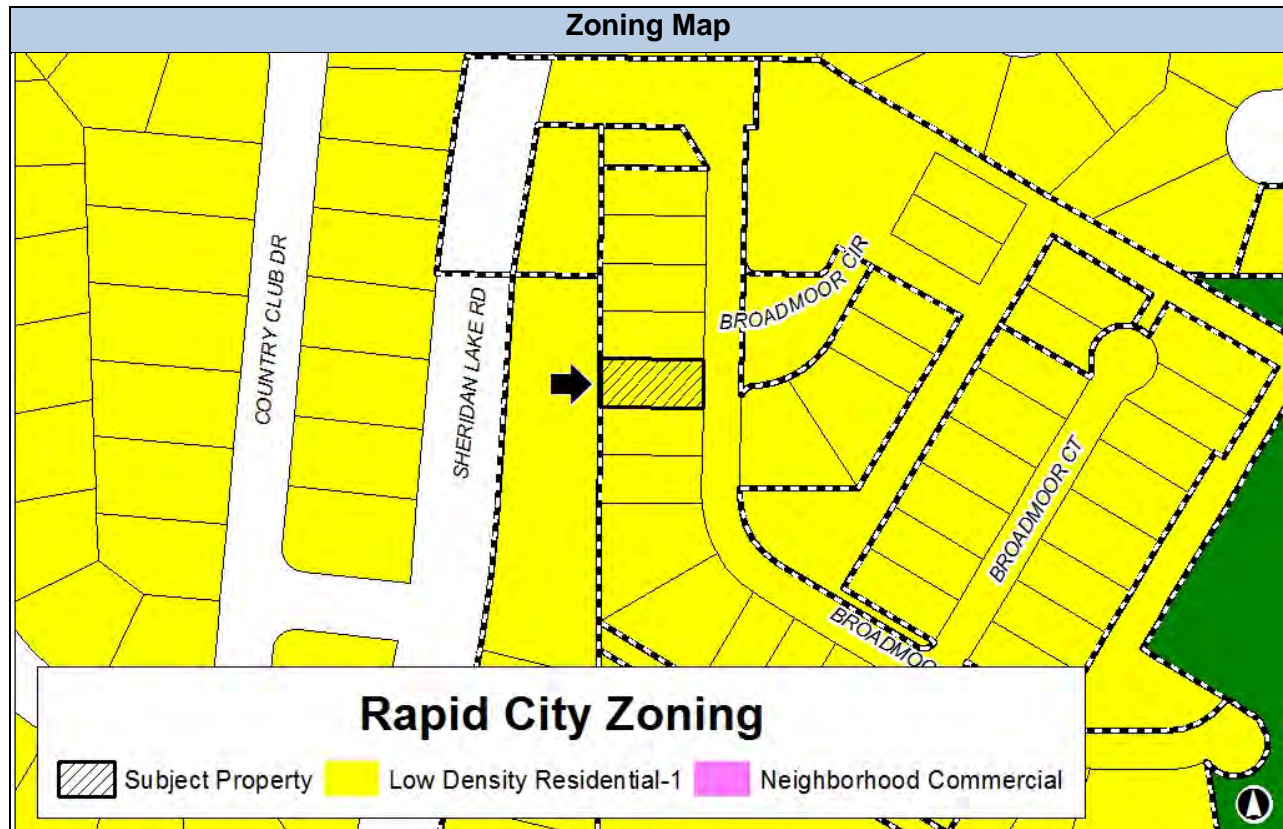 Zoning Map
COUNTRY CLUB DR
SHERIDAN LAKE RD
BROADMOOR CIR
BROADMOOR CT
Rapid City Zoning
Subject Property
Low Density Residential-1
Neighborhood Commercial